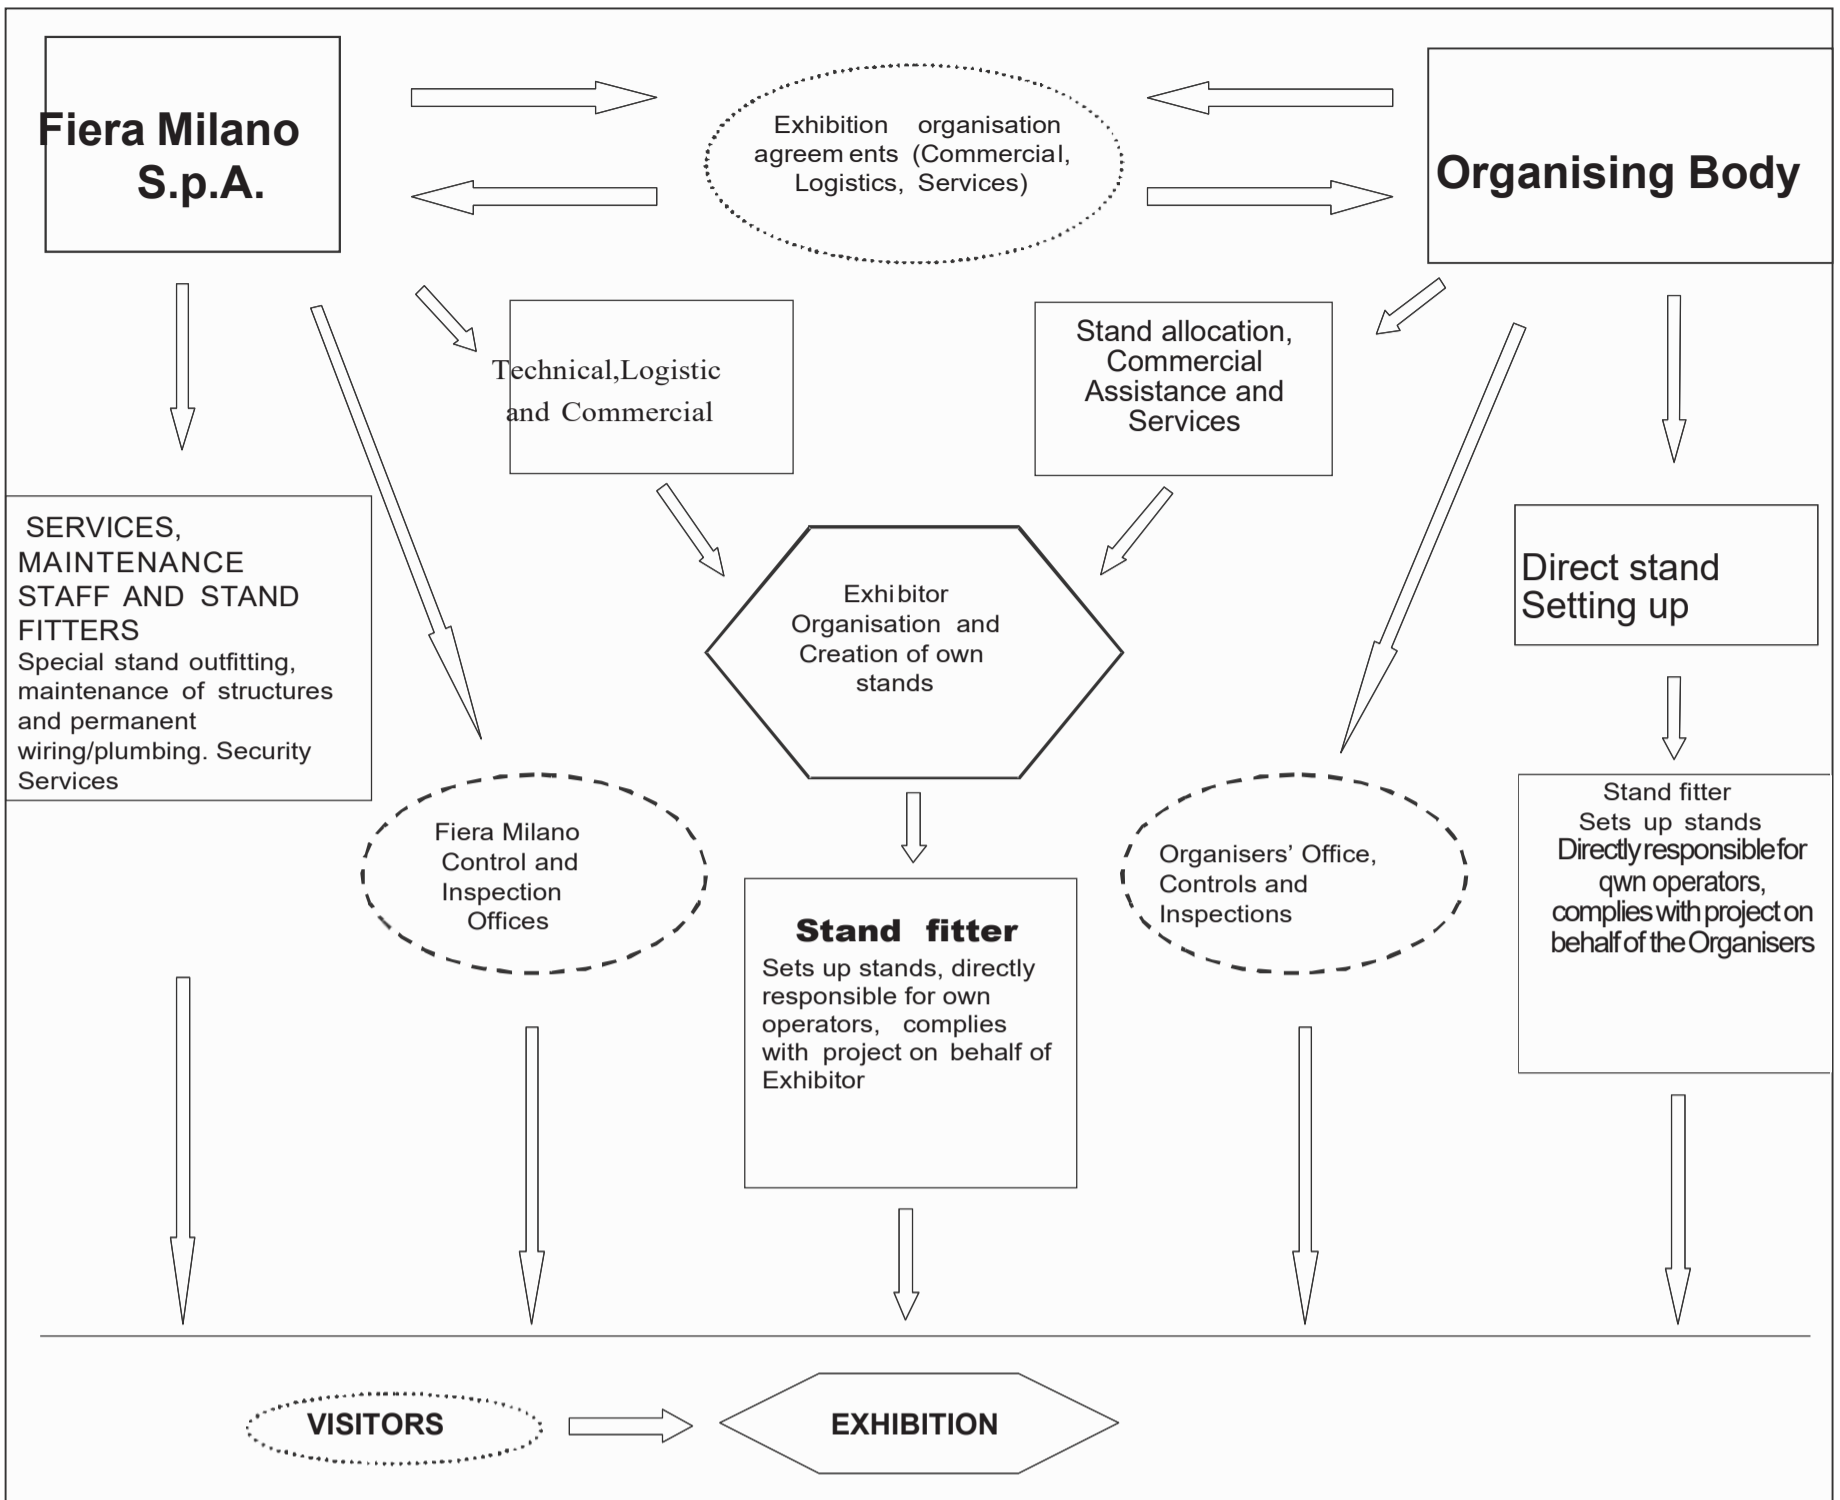 Fiera Milano
S.p.A.
Exhibition organisation
agreem ents (Commercial,
Logistics, Services)
Organising Body
Technical,Logistic
and Commercial
Stand allocation,
Commercial
Assistance and
Services
SERVICES,
MAINTENANCE
STAFF AND STAND
FITTERS
Special stand outfitting,
maintenance of structures
and permanent
wiring/plumbing. Security
Services
Exhibitor
Organisation and
Creation of own
stands
Direct stand
Setting up
Fiera Milano
Control and
Inspection
Offices
Stand fitter
Sets up stands, directly
responsible for own
operators, complies
with project on behalf of
Exhibitor
Organisers’ Office,
Controls and
Inspections
Stand fitter
Sets up stands
Directly responsible for
qwn operators,
complies with project on
behalf of the Organisers
VISITORS
EXHIBITION